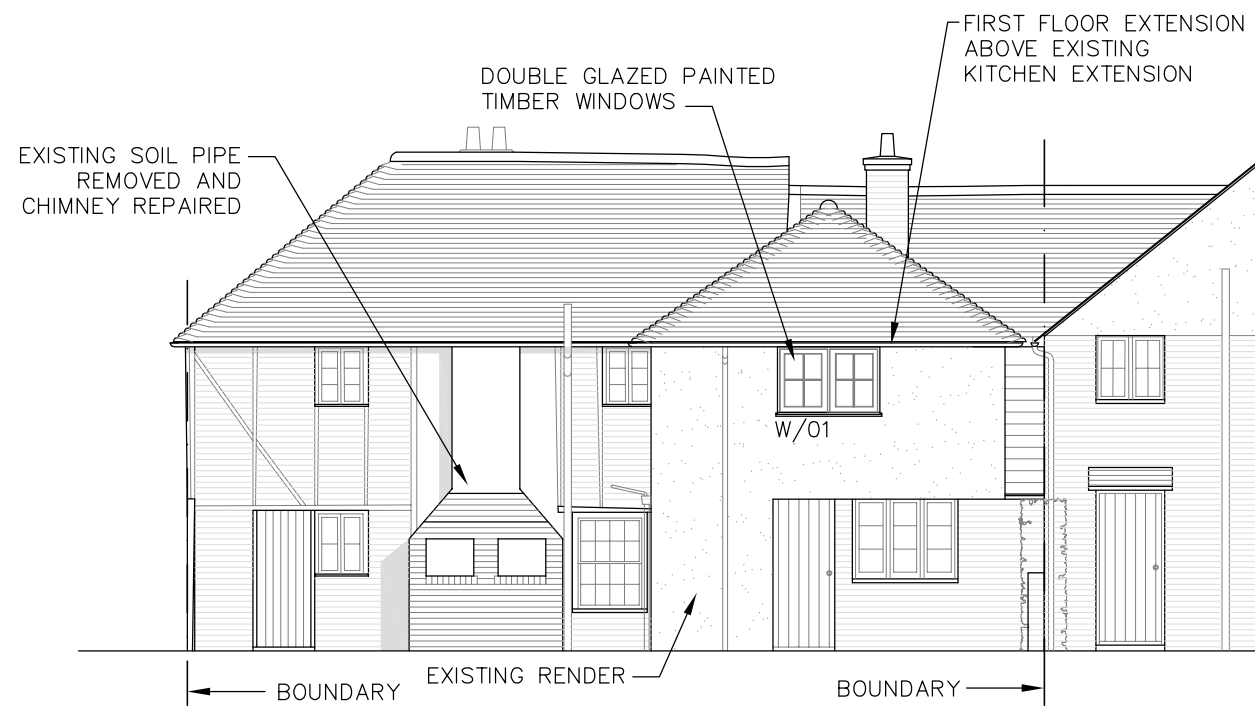 FIRST FLOOR EXTENSION
ABOVE EXISTING
KITCHEN EXTENSION
DOUBLE GLAZED PAINTED
TIMBER WINDOWS
EXISTING SOIL PIPE
REMOVED AND
CHIMNEY REPAIRED
W/01
EXISTING RENDER
BOUNDARY
BOUNDARY